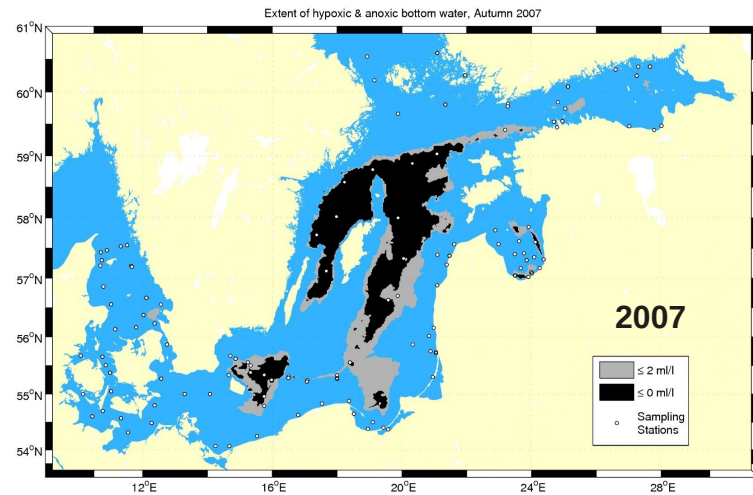 Extent of hypoxic & anoxic bottom water, Autumn 2007
61°N
60°N
59°N
58°N
57°N
56°N
55°N
54°N
2007
≤ 2 ml/l
≤ 0 ml/l
Sampling
Stations
12°E
16°E
20°E
24°E
28°E